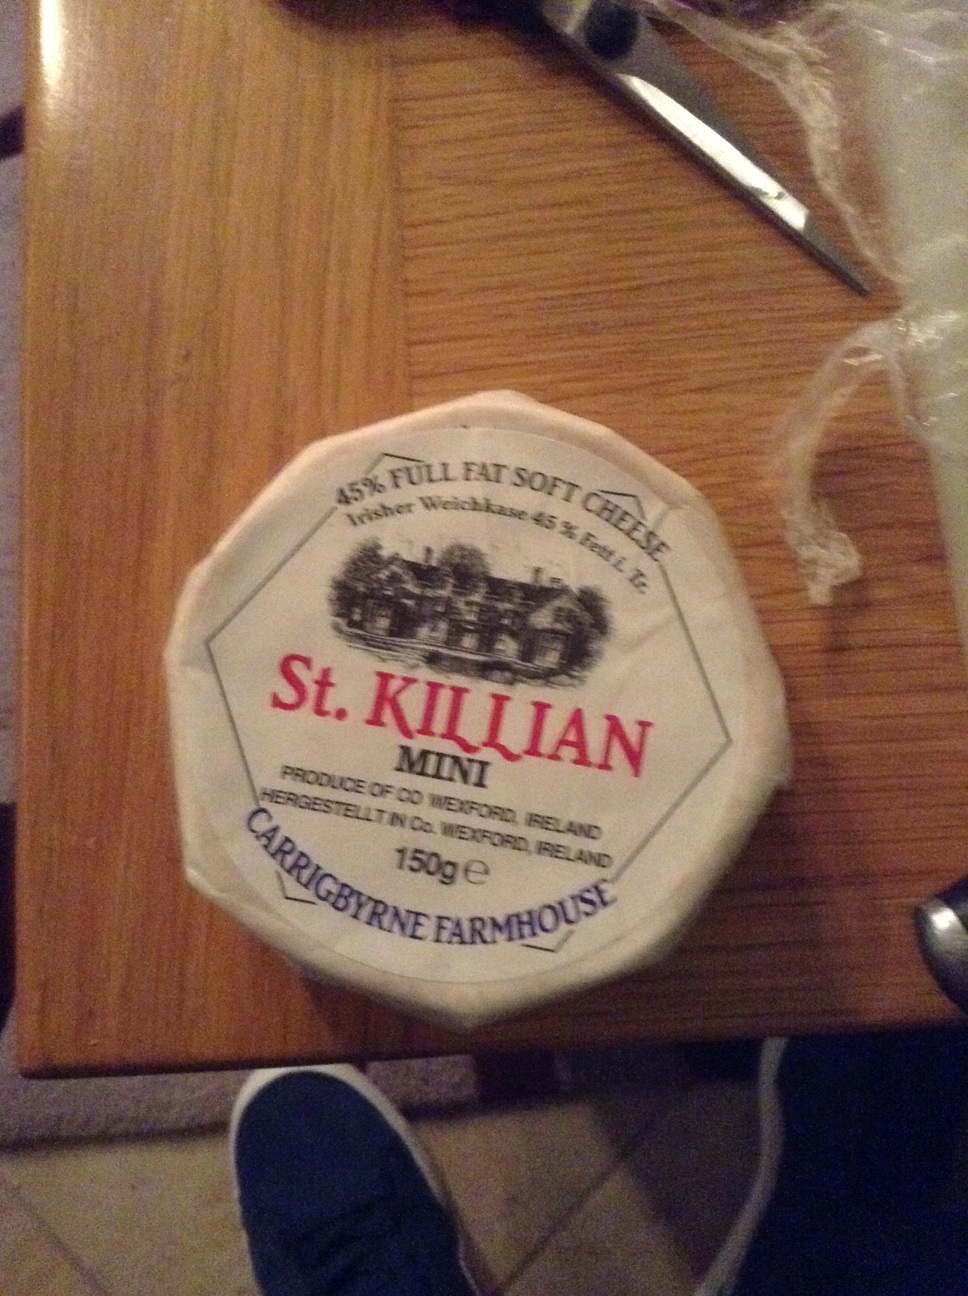 45% FULL FAT SOFT CHEESE
Irisher Weichkase 45 % Fett i. Tr.
St. KILLIAN
MINI
PRODUCE OF CO WEXFORD, IRELAND
HERGESTELLT IN Co. WEXFORD, IRELAND
150g ℮
CARRIGBYRNE FARMHOUSE